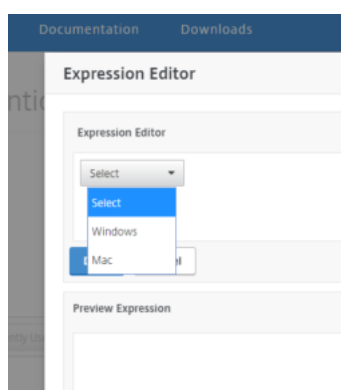 Documentation Downloads
Expression Editor
Expression Editor
Select
Select
Windows
Mac
Preview Expression